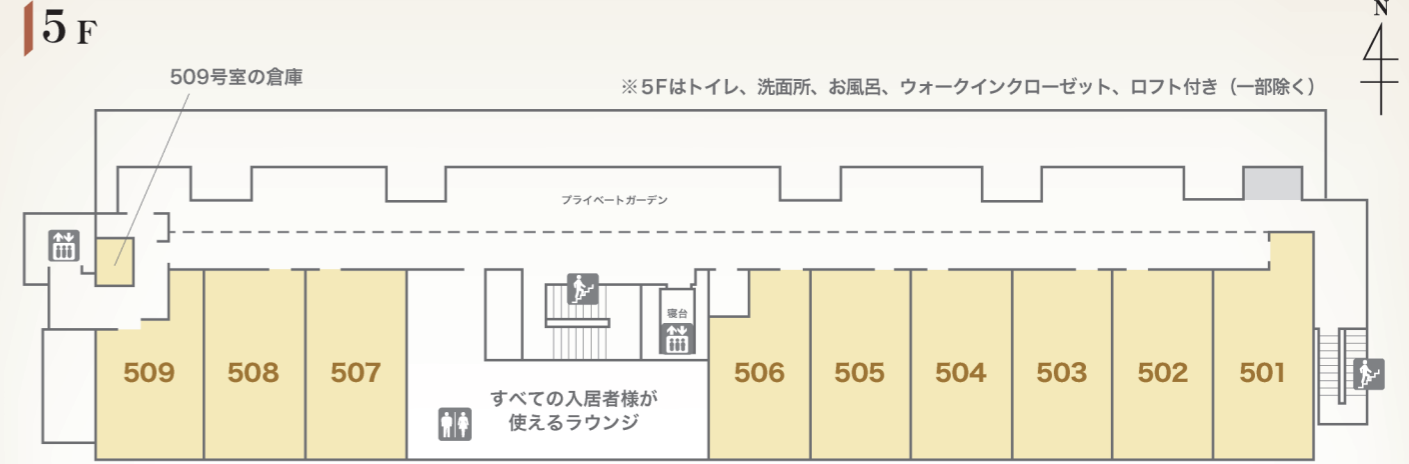 5 F
N
509号室の倉庫
※5Fはトイレ、洗面所、お風呂、ウォークインクローゼット、ロフト付き（一部除く）
プライベートガーデン
寝台
509
508
507
すべての入居者様が
使えるラウンジ
506
505
504
503
502
501